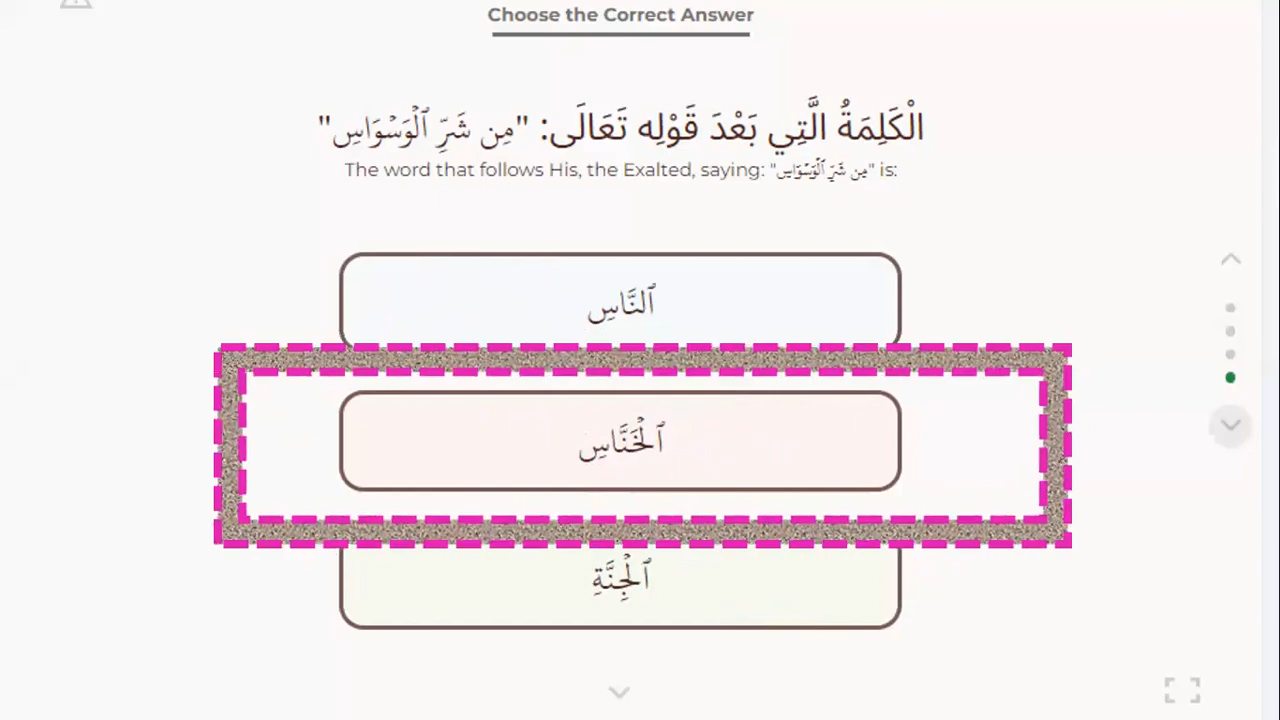 Choose the Correct Answer
الْكَلِمَةُ الَّتِي بَعْدَ قَوْلِه تَعَالَى: "مِن شَرِّ ٱلْوَسْوَاسِ"
The word that follows His, the Exalted, saying: "مِن شَرِّ ٱلْوَسْوَاسِ" is:
ٱلنَّاسِ
ٱلْخَنَّاسِ
ٱلْجِنَّةِ